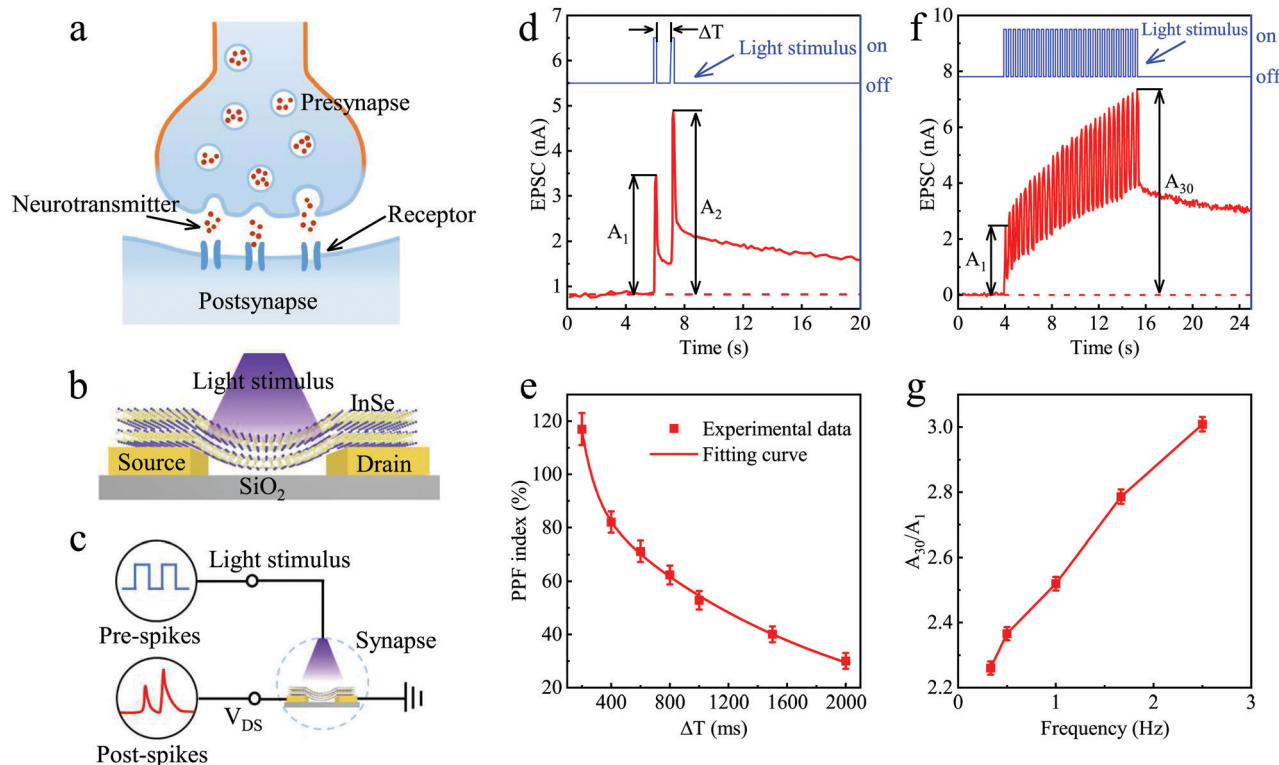 a
Presynapse
Neurotransmitter
Receptor
Postsynapse
b
Light stimulus
InSe
Source
Drain
SiO2
c
Light stimulus
Pre-spikes
Synapse
VDS
Post-spikes
d
7
6
5
4
3
2
1
EPSC (nA)
ΔT
Light stimulus
on
off
A1
A2
0 4 8 12 16 20
Time (s)
e
120
100
80
60
40
20
PPF index (%)
Experimental data
Fitting curve
400 800 1200 1600 2000
ΔT (ms)
f
10
8
6
4
2
0
EPSC (nA)
Light stimulus
on
off
A1
A30
0 4 8 12 16 20 24
Time (s)
g
3.0
2.8
2.6
2.4
2.2
A30/A1
0 1 2 3
Frequency (Hz)